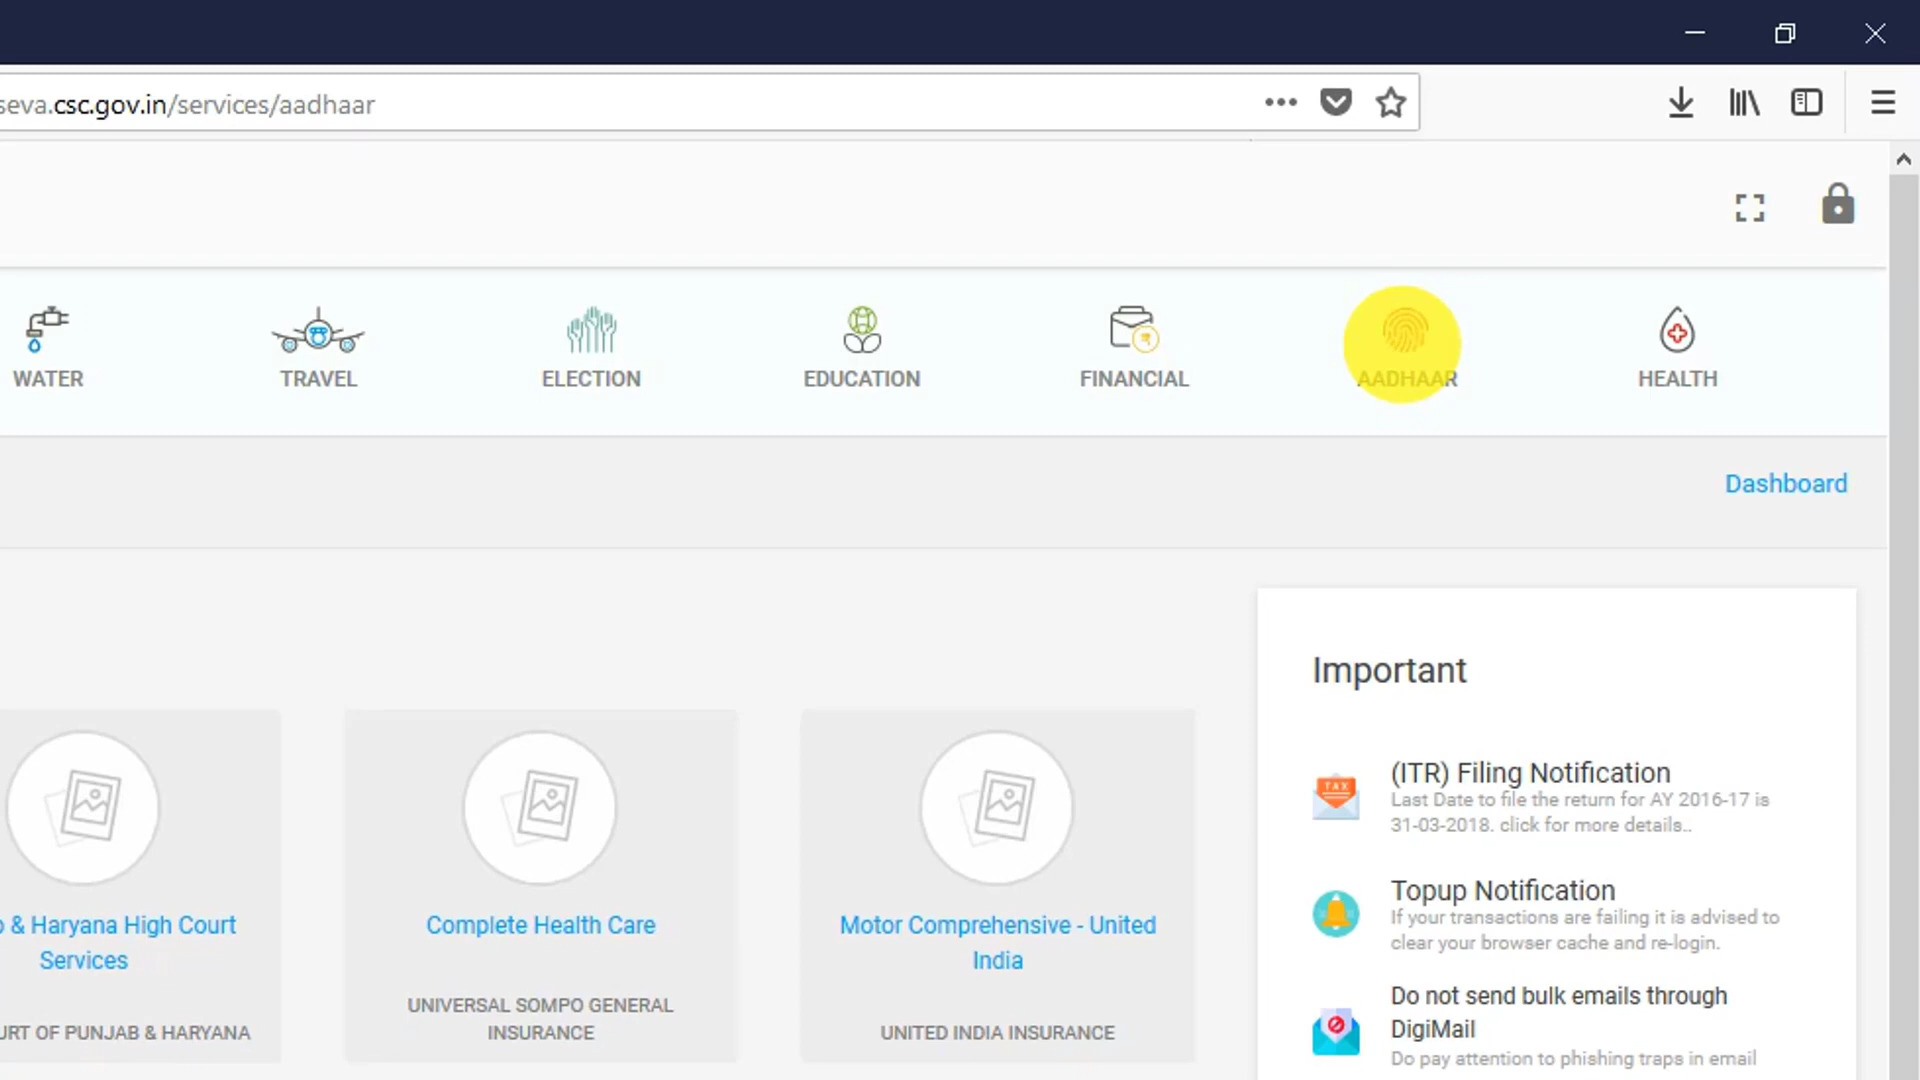 seva.csc.gov.in/services/aadhaar
WATER
TRAVEL
ELECTION
EDUCATION
FINANCIAL
AADHAAR
HEALTH
Dashboard
Important
(ITR) Filing Notification
Last Date to file the return for AY 2016-17 is
31-03-2018. click for more details..
Topup Notification
If your transactions are failing it is advised to
clear your browser cache and re-login.
Do not send bulk emails through
DigiMail
Do pay attention to phishing traps in email
& Haryana High Court
Services
URT OF PUNJAB & HARYANA
Complete Health Care
UNIVERSAL SOMPO GENERAL
INSURANCE
Motor Comprehensive - United
India
UNITED INDIA INSURANCE
TAX